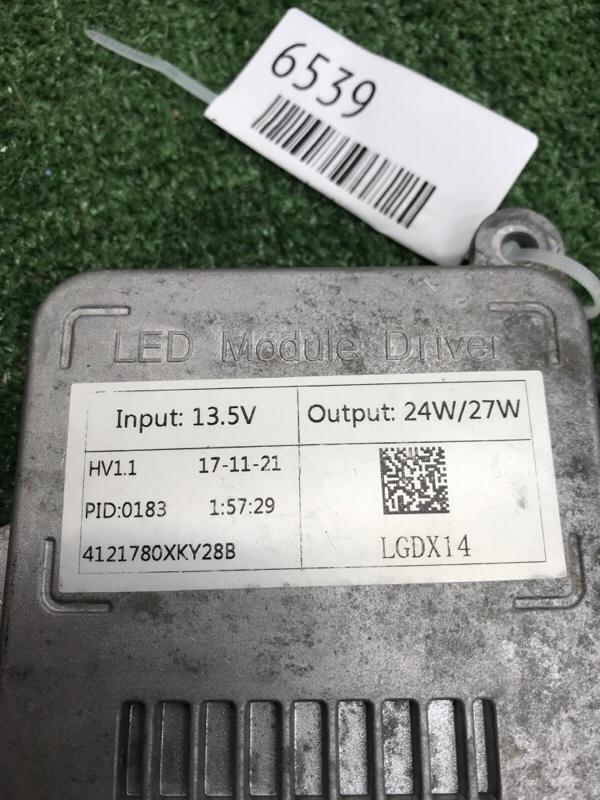 6539
LED Module Driver
Input: 13.5V
Output: 24W/27W
HV1.1 17-11-21
PID:0183 1:57:29
4121780XKY28B
LGDX14